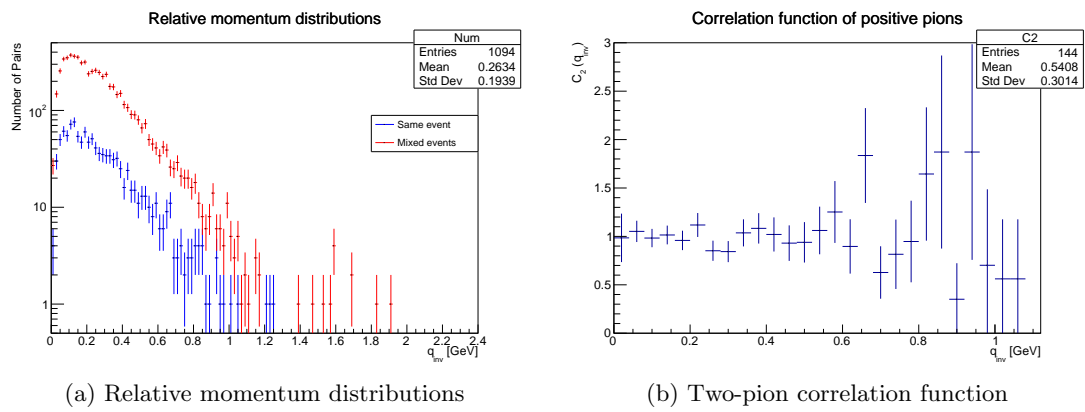 Relative momentum distributions
Num
Entries 1094
Mean 0.2634
Std Dev 0.1939
Number of Pairs
10²
10
1
Same event
Mixed events
0 0.2 0.4 0.6 0.8 1 1.2 1.4 1.6 1.8 2 2.2 2.4
q_inv [GeV]
(a) Relative momentum distributions
Correlation function of positive pions
C2
Entries 144
Mean 0.5408
Std Dev 0.3014
C₂ (q_inv)
3
2.5
2
1.5
1
0.5
0
0 0.2 0.4 0.6 0.8 1
q_inv [GeV]
(b) Two-pion correlation function